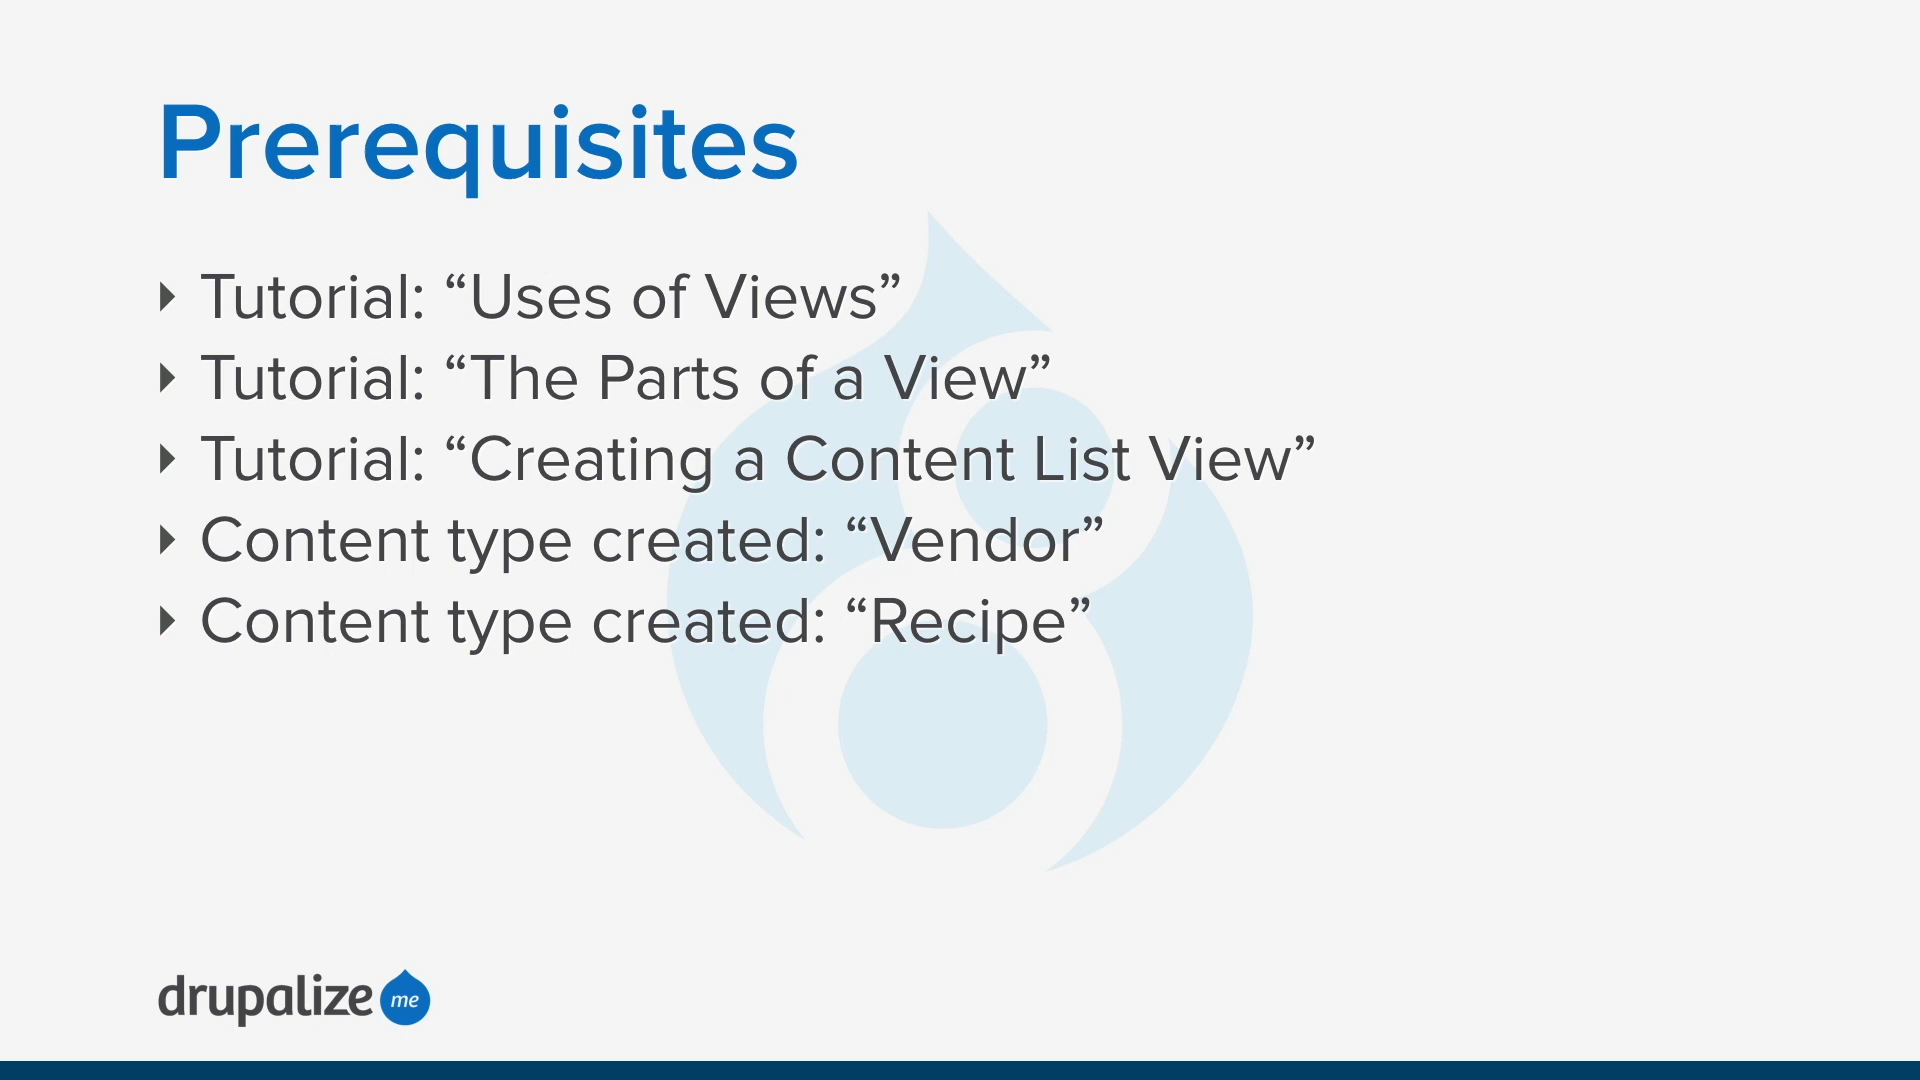 Prerequisites
Tutorial: “Uses of Views”
Tutorial: “The Parts of a View”
Tutorial: “Creating a Content List View”
Content type created: “Vendor”
Content type created: “Recipe”
drupalize me